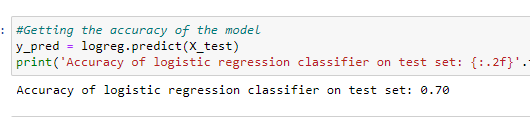 : #Getting the accuracy of the model
y_pred = logreg.predict(X_test)
print('Accuracy of logistic regression classifier on test set: {:.2f}'.
Accuracy of logistic regression classifier on test set: 0.70